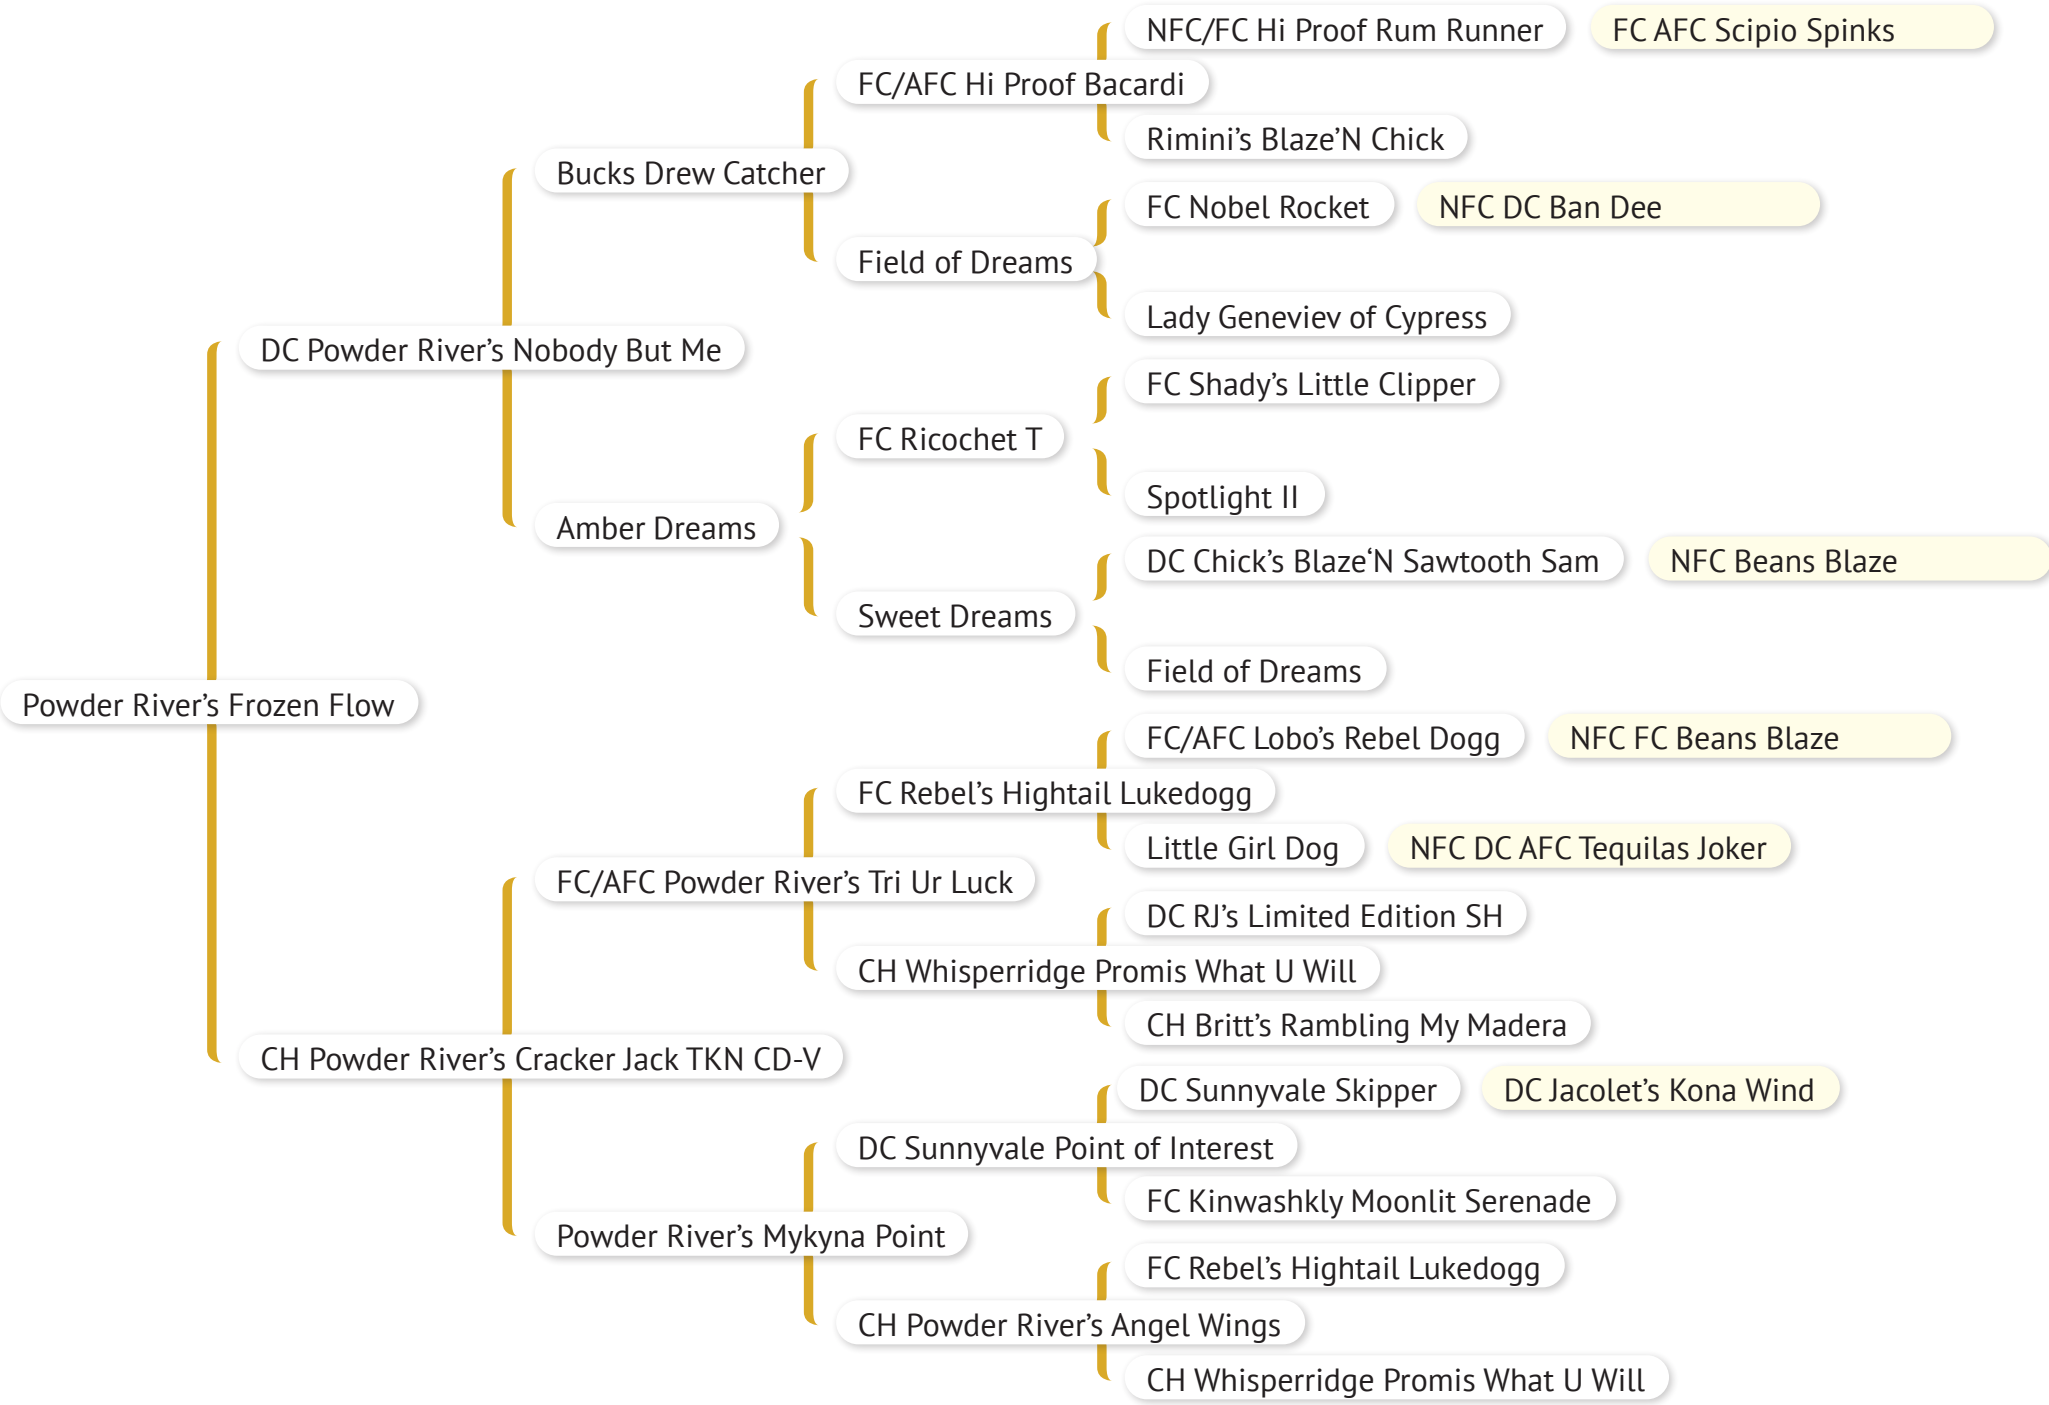 NFC/FC Hi Proof Rum Runner FC AFC Scipio Spinks
FC/AFC Hi Proof Bacardi
Rimini’s Blaze’N Chick
Bucks Drew Catcher
FC Nobel Rocket NFC DC Ban Dee
Field of Dreams
Lady Geneviev of Cypress
DC Powder River’s Nobody But Me
FC Shady’s Little Clipper
FC Ricochet T
Spotlight II
Amber Dreams
DC Chick’s Blaze‘N Sawtooth Sam NFC Beans Blaze
Sweet Dreams
Field of Dreams
Powder River’s Frozen Flow
FC/AFC Lobo’s Rebel Dogg NFC FC Beans Blaze
FC Rebel’s Hightail Lukedogg
Little Girl Dog NFC DC AFC Tequilas Joker
FC/AFC Powder River’s Tri Ur Luck
DC RJ’s Limited Edition SH
CH Whisperridge Promis What U Will
CH Britt’s Rambling My Madera
CH Powder River’s Cracker Jack TKN CD-V
DC Sunnyvale Skipper DC Jacolet’s Kona Wind
DC Sunnyvale Point of Interest
FC Kinwashkly Moonlit Serenade
Powder River’s Mykyna Point
FC Rebel’s Hightail Lukedogg
CH Powder River’s Angel Wings
CH Whisperridge Promis What U Will